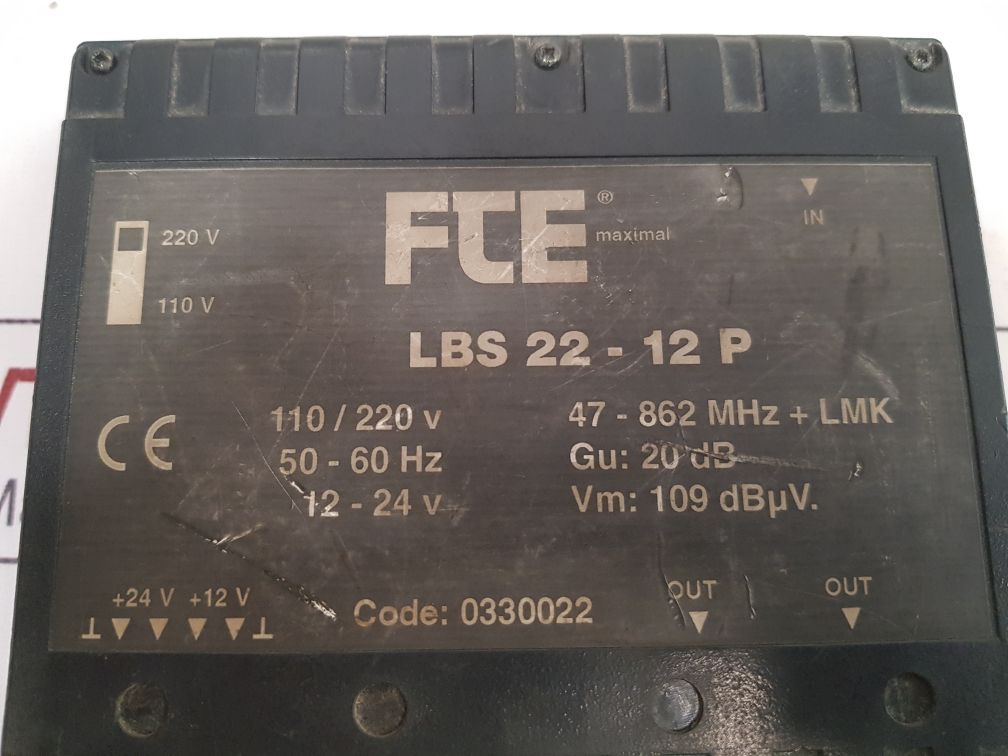 FTE ®
maximal
IN
220 V
110 V
LBS 22 - 12 P
110 / 220 v
50 - 60 Hz
12 - 24 v
47 - 862 MHz + LMK
Gu: 20 dB
Vm: 109 dBµV.
CE
+24 V +12 V
Code: 0330022
OUT
OUT